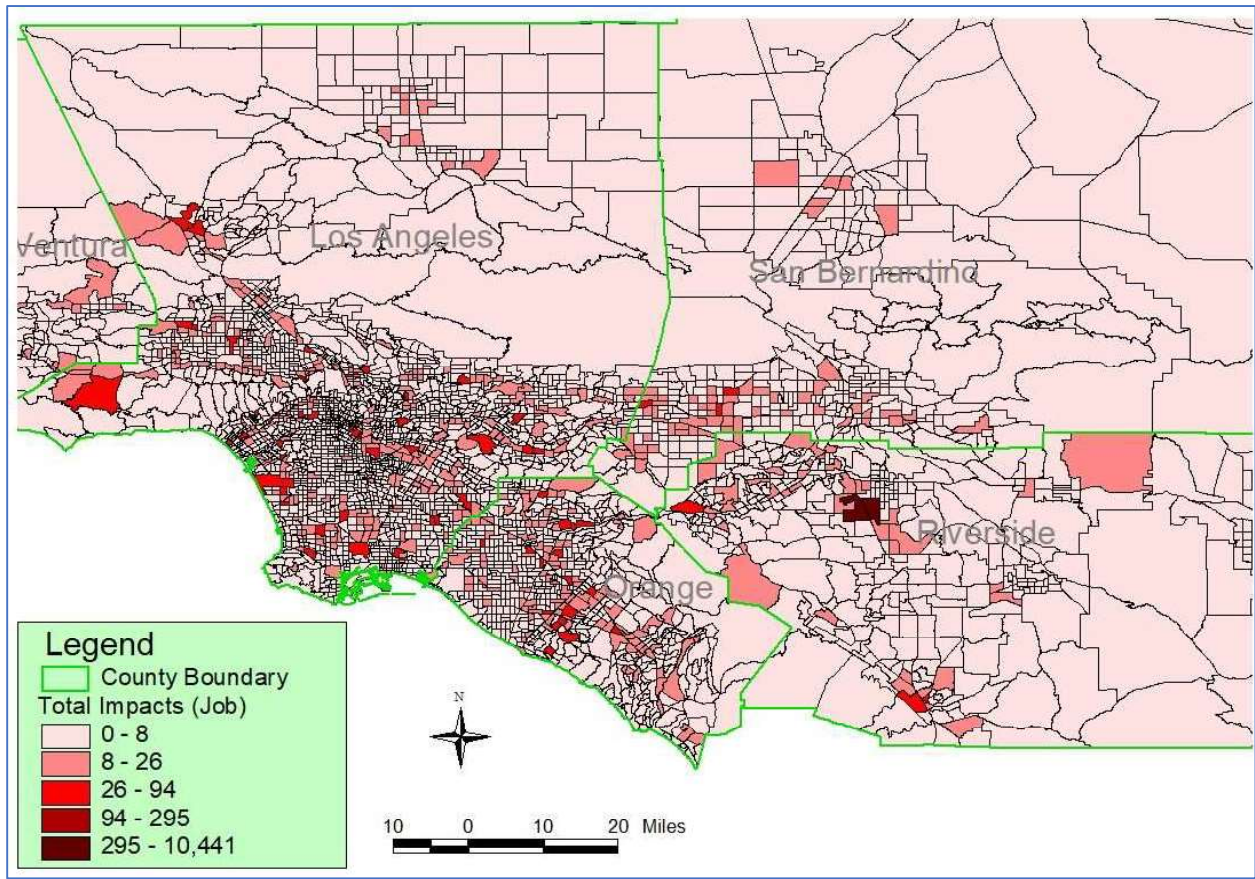 Ventura
Los Angeles
San Bernardino
Riverside
Orange
Legend
County Boundary
Total Impacts (Job)
0 - 8
8 - 26
26 - 94
94 - 295
295 - 10,441
N
10 0 10 20 Miles